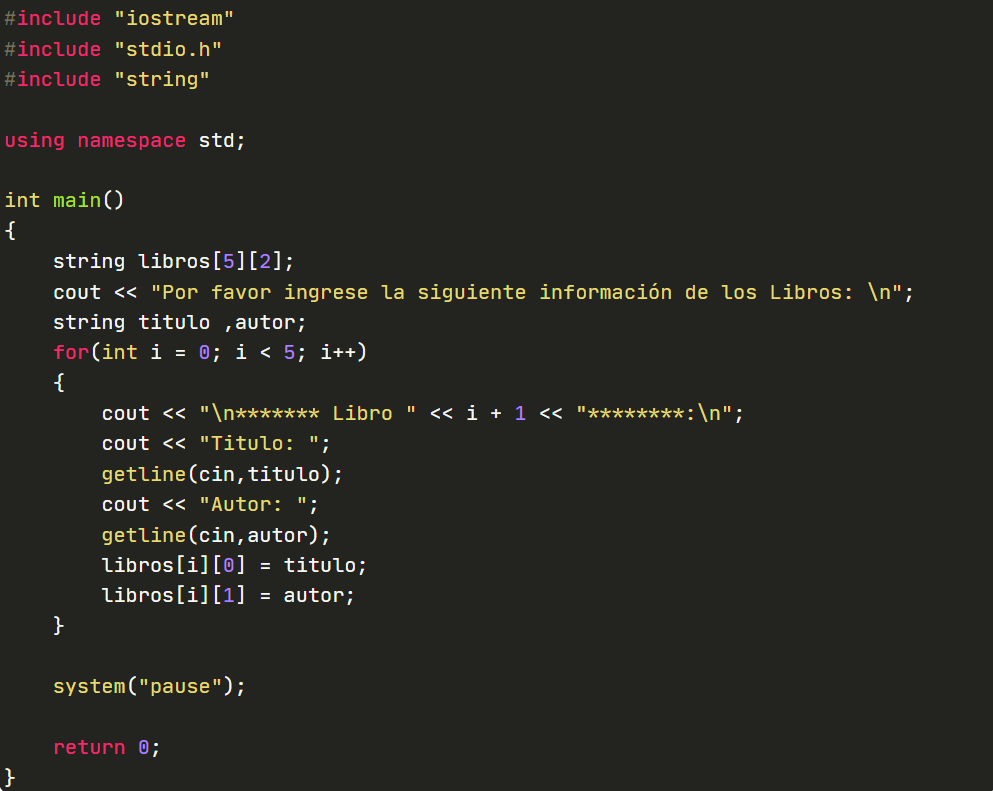 #include "iostream"
#include "stdio.h"
#include "string"
using namespace std;
int main()
{
string libros[5][2];
cout << "Por favor ingrese la siguiente información de los Libros: \n";
string titulo ,autor;
for(int i = 0; i < 5; i++)
{
cout << "\n******* Libro " << i + 1 << "********:\n";
cout << "Titulo: ";
getline(cin,titulo);
cout << "Autor: ";
getline(cin,autor);
libros[i][0] = titulo;
libros[i][1] = autor;
}
system("pause");
return 0;
}